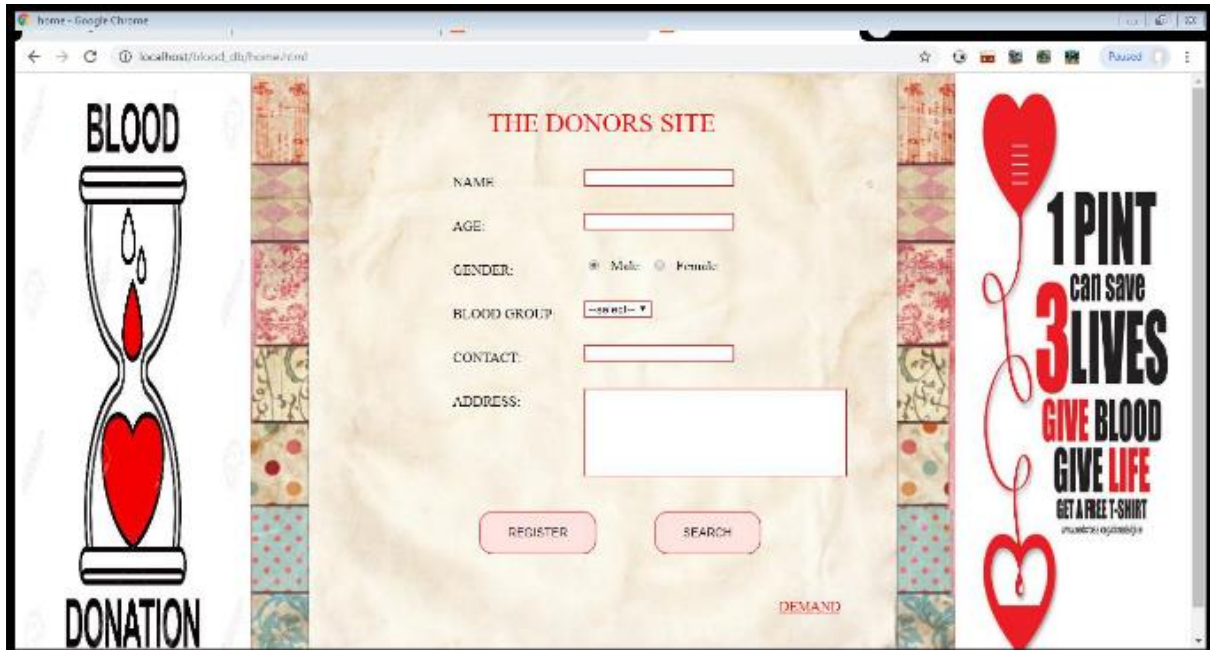 home - Google Chrome
localhost/blood_db/home.html
Paused
BLOOD
DONATION
THE DONORS SITE
NAME
AGE:
GENDER:
Male
Female
BLOOD GROUP
--select--
CONTACT:
ADDRESS:
REGISTER
SEARCH
DEMAND
1 PINT
can save
3 LIVES
GIVE BLOOD
GIVE LIFE
GET A FREE T-SHIRT